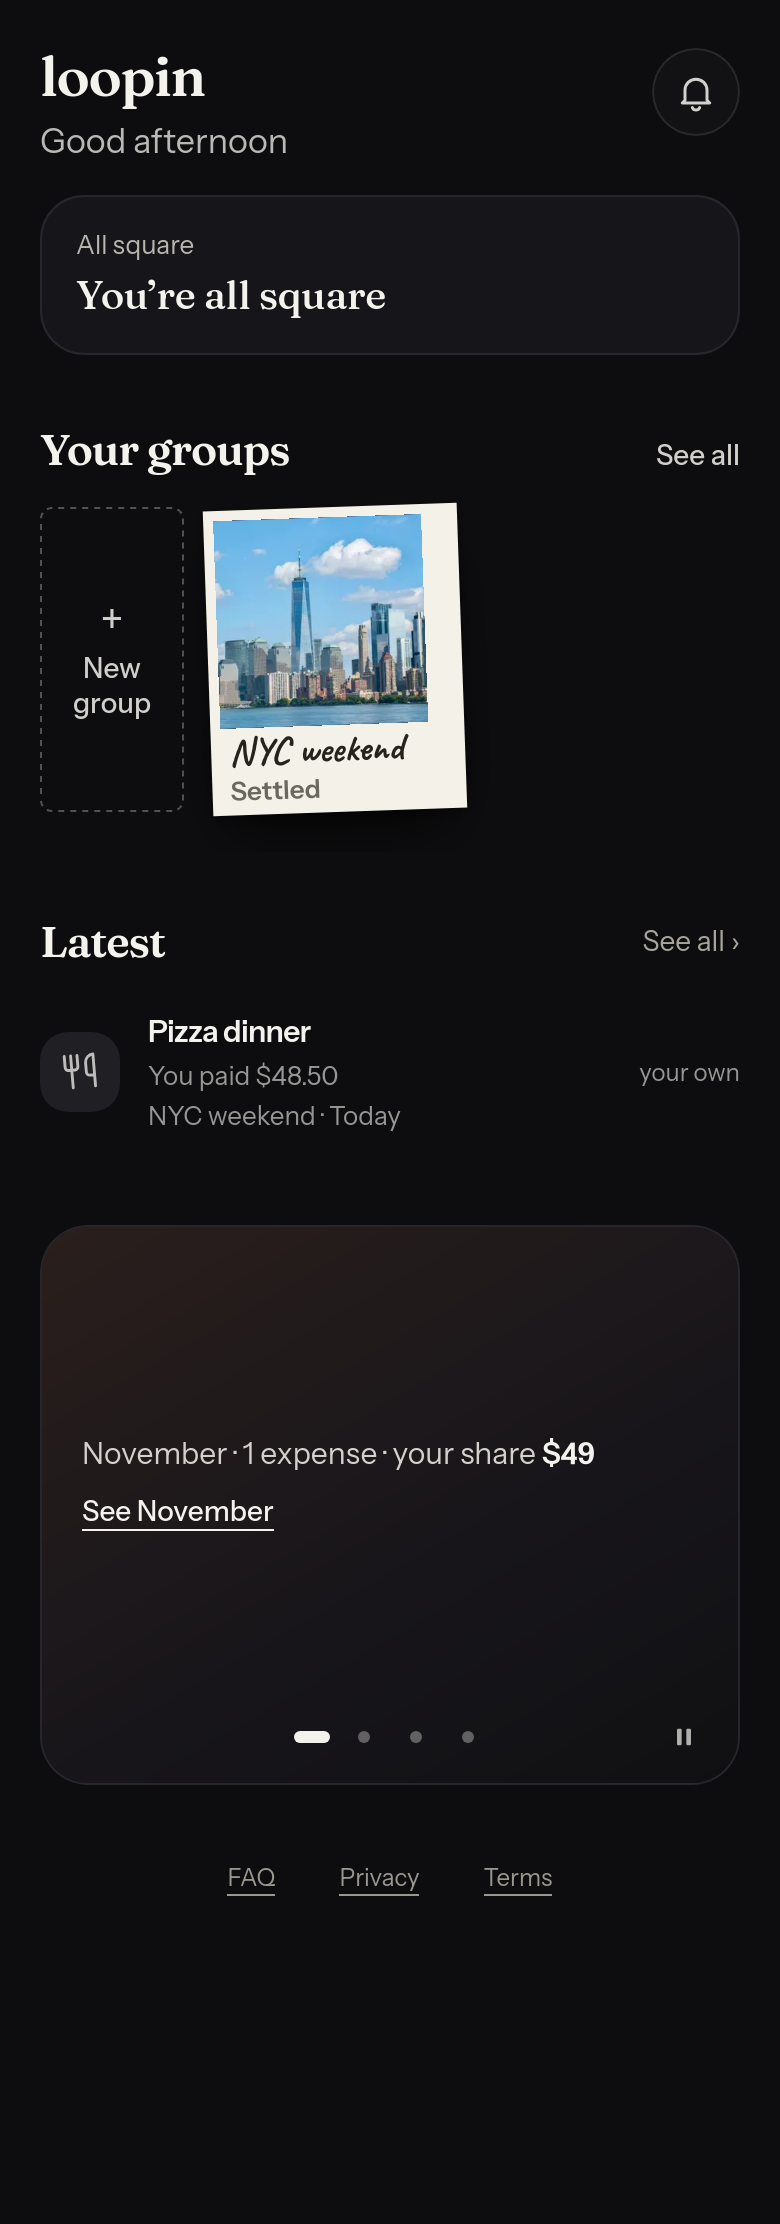 loopin
Good afternoon
All square
You’re all square
Your groups
See all
+
New
group
NYC weekend
Settled
Latest
See all ›
Pizza dinner
You paid $48.50
NYC weekend · Today
your own
November · 1 expense · your share $49
See November
FAQ
Privacy
Terms